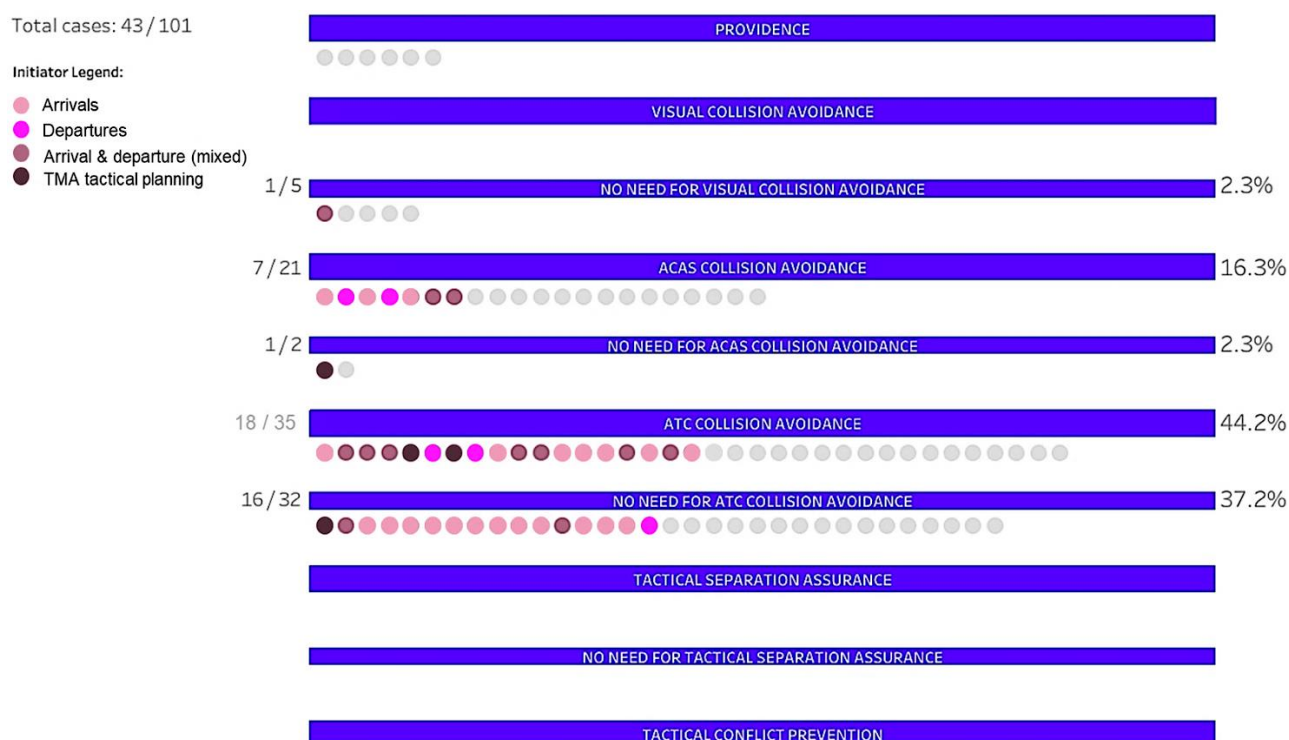 Total cases: 43 / 101
PROVIDENCE
Initiator Legend:
Arrivals
Departures
Arrival & departure (mixed)
TMA tactical planning
VISUAL COLLISION AVOIDANCE
1 / 5 NO NEED FOR VISUAL COLLISION AVOIDANCE 2.3%
7 / 21 ACAS COLLISION AVOIDANCE 16.3%
1 / 2 NO NEED FOR ACAS COLLISION AVOIDANCE 2.3%
18 / 35 ATC COLLISION AVOIDANCE 44.2%
16 / 32 NO NEED FOR ATC COLLISION AVOIDANCE 37.2%
TACTICAL SEPARATION ASSURANCE
NO NEED FOR TACTICAL SEPARATION ASSURANCE
TACTICAL CONFLICT PREVENTION